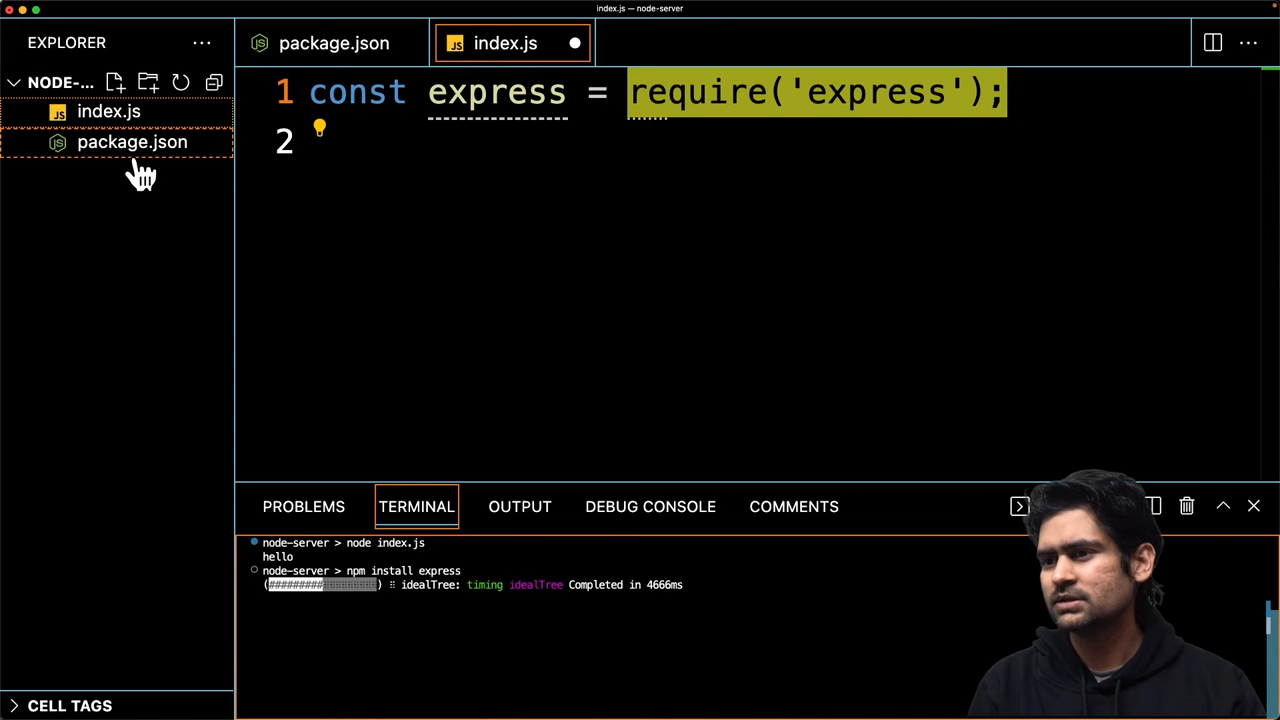 index.js — node-server
EXPLORER
NODE-...
index.js
package.json
CELL TAGS
package.json
index.js
1 const express = require('express');
2
PROBLEMS TERMINAL OUTPUT DEBUG CONSOLE COMMENTS
node-server > node index.js
hello
node-server > npm install express
(##################) ⠿ idealTree: timing idealTree Completed in 4666ms